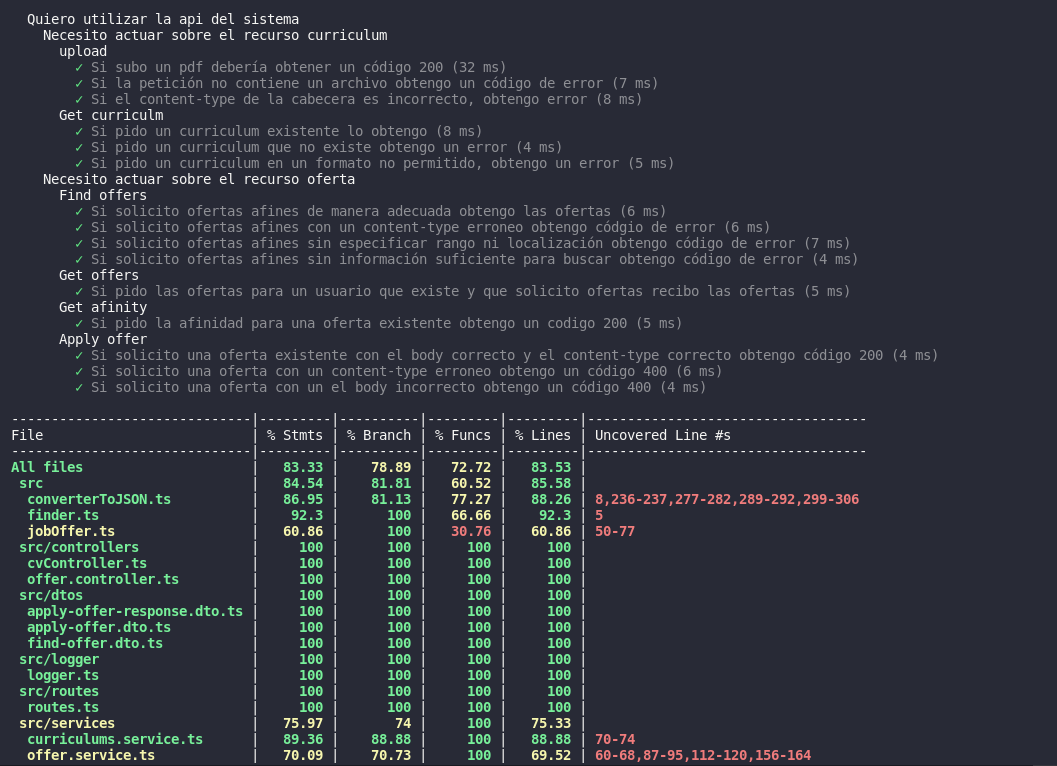 Quiero utilizar la api del sistema
Necesito actuar sobre el recurso curriculum
upload
✓ Si subo un pdf debería obtener un código 200 (32 ms)
✓ Si la petición no contiene un archivo obtengo un código de error (7 ms)
✓ Si el content-type de la cabecera es incorrecto, obtengo error (8 ms)
Get curriculm
✓ Si pido un curriculum existente lo obtengo (8 ms)
✓ Si pido un curriculum que no existe obtengo un error (4 ms)
✓ Si pido un curriculum en un formato no permitido, obtengo un error (5 ms)
Necesito actuar sobre el recurso oferta
Find offers
✓ Si solicito ofertas afines de manera adecuada obtengo las ofertas (6 ms)
✓ Si solicito ofertas afines con un content-type erroneo obtengo códgio de error (6 ms)
✓ Si solicito ofertas afines sin especificar rango ni localización obtengo código de error (7 ms)
✓ Si solicito ofertas afines sin información suficiente para buscar obtengo código de error (4 ms)
Get offers
✓ Si pido las ofertas para un usuario que existe y que solicito ofertas recibo las ofertas (5 ms)
Get afinity
✓ Si pido la afinidad para una oferta existente obtengo un codigo 200 (5 ms)
Apply offer
✓ Si solicito una oferta existente con el body correcto y el content-type correcto obtengo código 200 (4 ms)
✓ Si solicito una oferta con un content-type erroneo obtengo un código 400 (6 ms)
✓ Si solicito una oferta con un el body incorrecto obtengo un código 400 (4 ms)
------------------------------|---------|----------|---------|---------|-----------------------------------
File | % Stmts | % Branch | % Funcs | % Lines | Uncovered Line #s
------------------------------|---------|----------|---------|---------|-----------------------------------
All files | 83.33 | 78.89 | 72.72 | 83.53 |
src | 84.54 | 81.81 | 60.52 | 85.58 |
converterToJSON.ts | 86.95 | 81.13 | 77.27 | 88.26 | 8,236-237,277-282,289-292,299-306
finder.ts | 92.3 | 100 | 66.66 | 92.3 | 5
jobOffer.ts | 60.86 | 100 | 30.76 | 60.86 | 50-77
src/controllers | 100 | 100 | 100 | 100 |
cvController.ts | 100 | 100 | 100 | 100 |
offer.controller.ts | 100 | 100 | 100 | 100 |
src/dtos | 100 | 100 | 100 | 100 |
apply-offer-response.dto.ts | 100 | 100 | 100 | 100 |
apply-offer.dto.ts | 100 | 100 | 100 | 100 |
find-offer.dto.ts | 100 | 100 | 100 | 100 |
src/logger | 100 | 100 | 100 | 100 |
logger.ts | 100 | 100 | 100 | 100 |
src/routes | 100 | 100 | 100 | 100 |
routes.ts | 100 | 100 | 100 | 100 |
src/services | 75.97 | 74 | 100 | 75.33 |
curriculums.service.ts | 89.36 | 88.88 | 100 | 88.88 | 70-74
offer.service.ts | 70.09 | 70.73 | 100 | 69.52 | 60-68,87-95,112-120,156-164